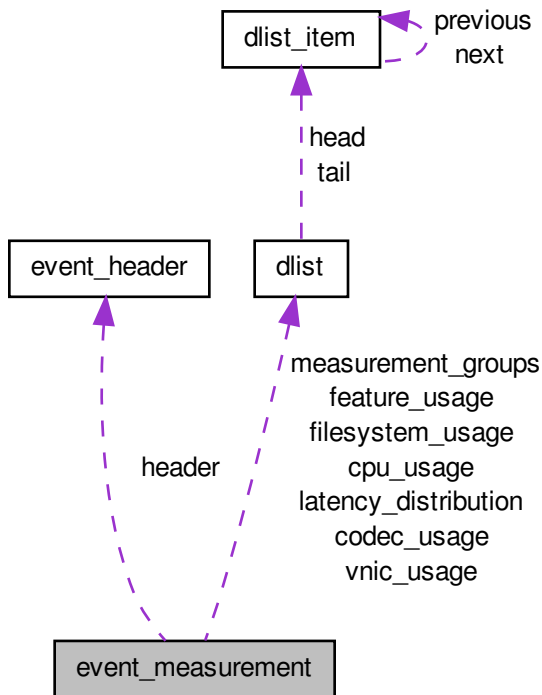 dlist_item
previous
next
head
tail
event_header
dlist
measurement_groups
feature_usage
filesystem_usage
cpu_usage
latency_distribution
codec_usage
vnic_usage
header
event_measurement